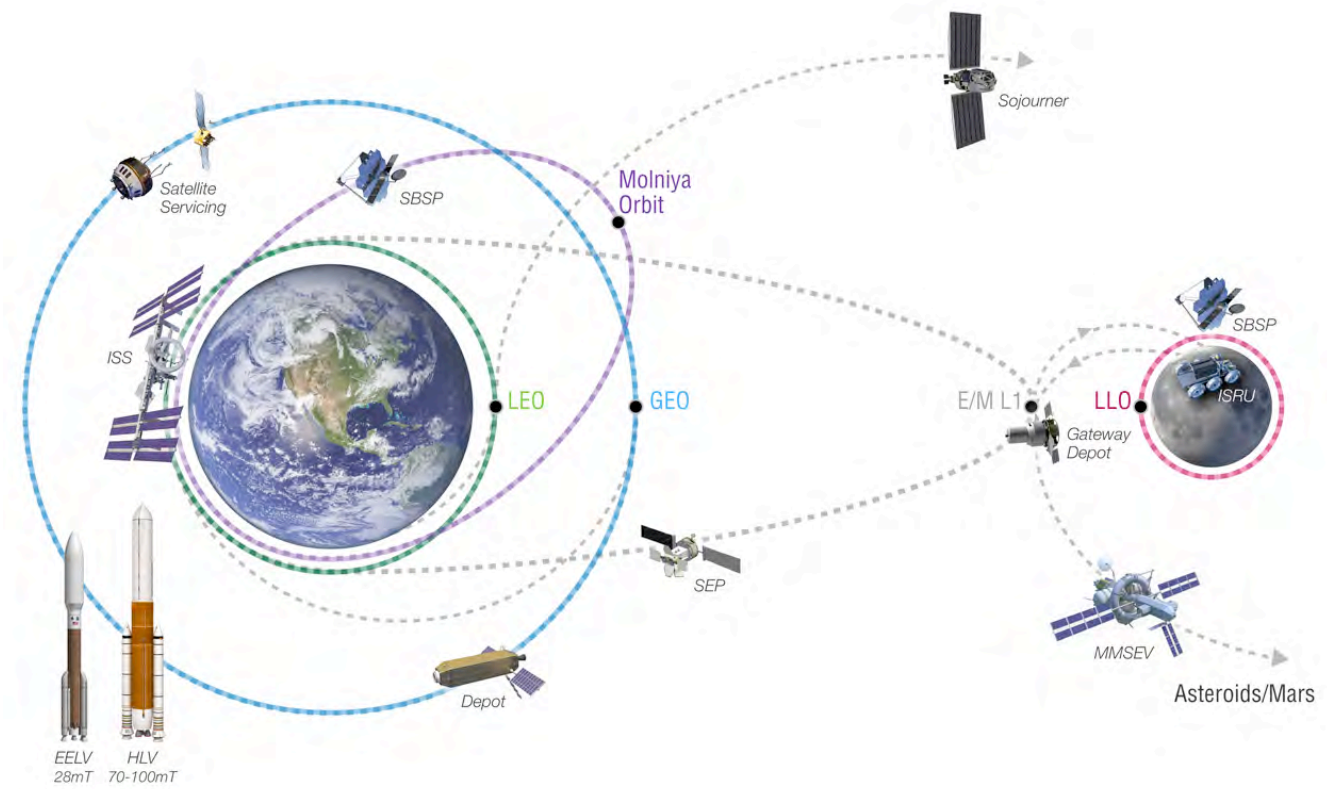 Sojourner
Satellite
Servicing
SBSP
Molniya
Orbit
SBSP
ISS
LEO
GEO
E/M L1
LLO
ISRU
Gateway
Depot
SEP
MMSEV
Asteroids/Mars
Depot
EELV
28mT
HLV
70-100mT